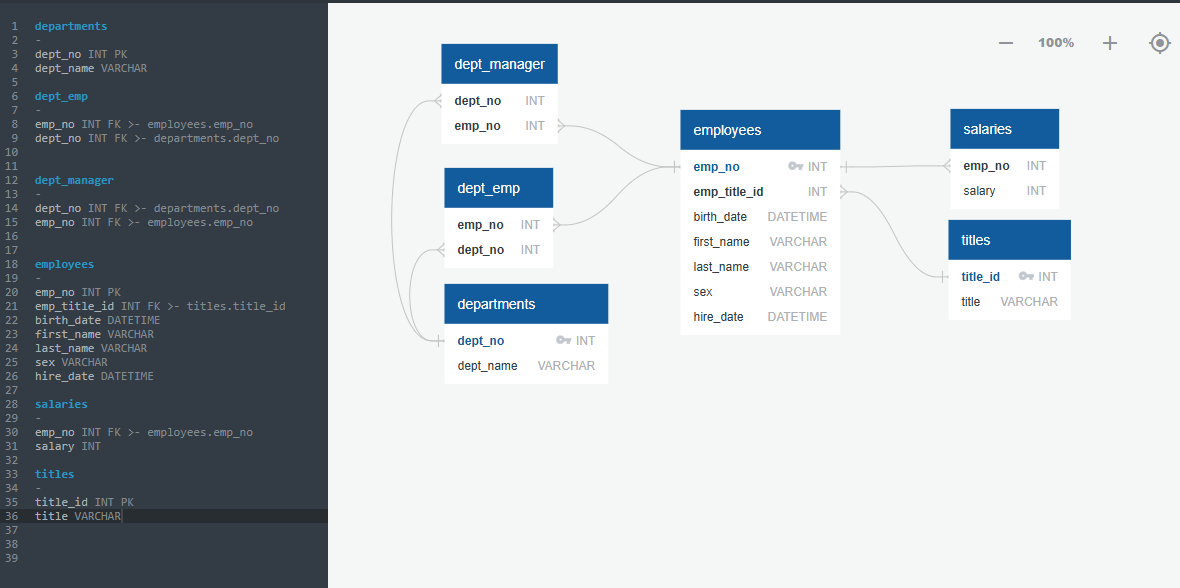 1 departments
2 -
3 dept_no INT PK
4 dept_name VARCHAR
5
6 dept_emp
7 -
8 emp_no INT FK >- employees.emp_no
9 dept_no INT FK >- departments.dept_no
10
11
12 dept_manager
13 -
14 dept_no INT FK >- departments.dept_no
15 emp_no INT FK >- employees.emp_no
16
17
18 employees
19 -
20 emp_no INT PK
21 emp_title_id INT FK >- titles.title_id
22 birth_date DATETIME
23 first_name VARCHAR
24 last_name VARCHAR
25 sex VARCHAR
26 hire_date DATETIME
27
28 salaries
29 -
30 emp_no INT FK >- employees.emp_no
31 salary INT
32
33 titles
34 -
35 title_id INT PK
36 title VARCHAR
37
38
39
100%
dept_manager
dept_no INT
emp_no INT
dept_emp
emp_no INT
dept_no INT
departments
dept_no INT
dept_name VARCHAR
employees
emp_no INT
emp_title_id INT
birth_date DATETIME
first_name VARCHAR
last_name VARCHAR
sex VARCHAR
hire_date DATETIME
salaries
emp_no INT
salary INT
titles
title_id INT
title VARCHAR